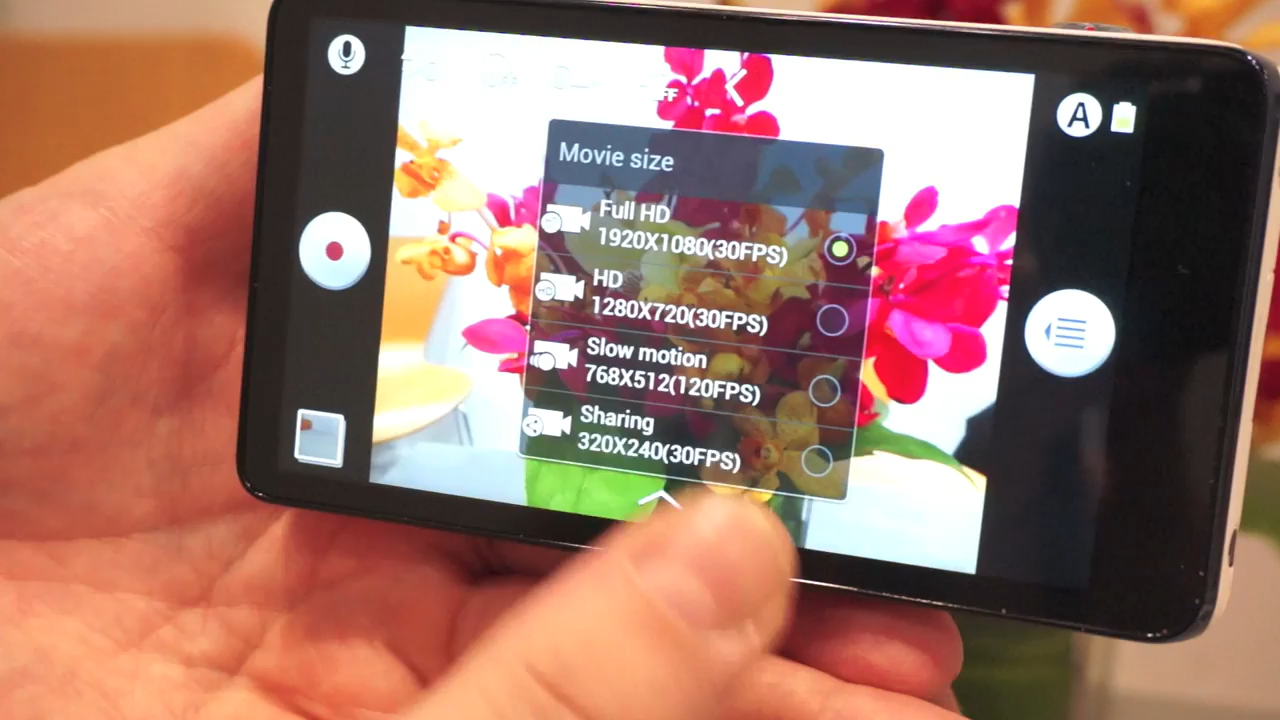 A
Movie size
Full HD
1920X1080(30FPS)
HD
1280X720(30FPS)
Slow motion
768X512(120FPS)
Sharing
320X240(30FPS)